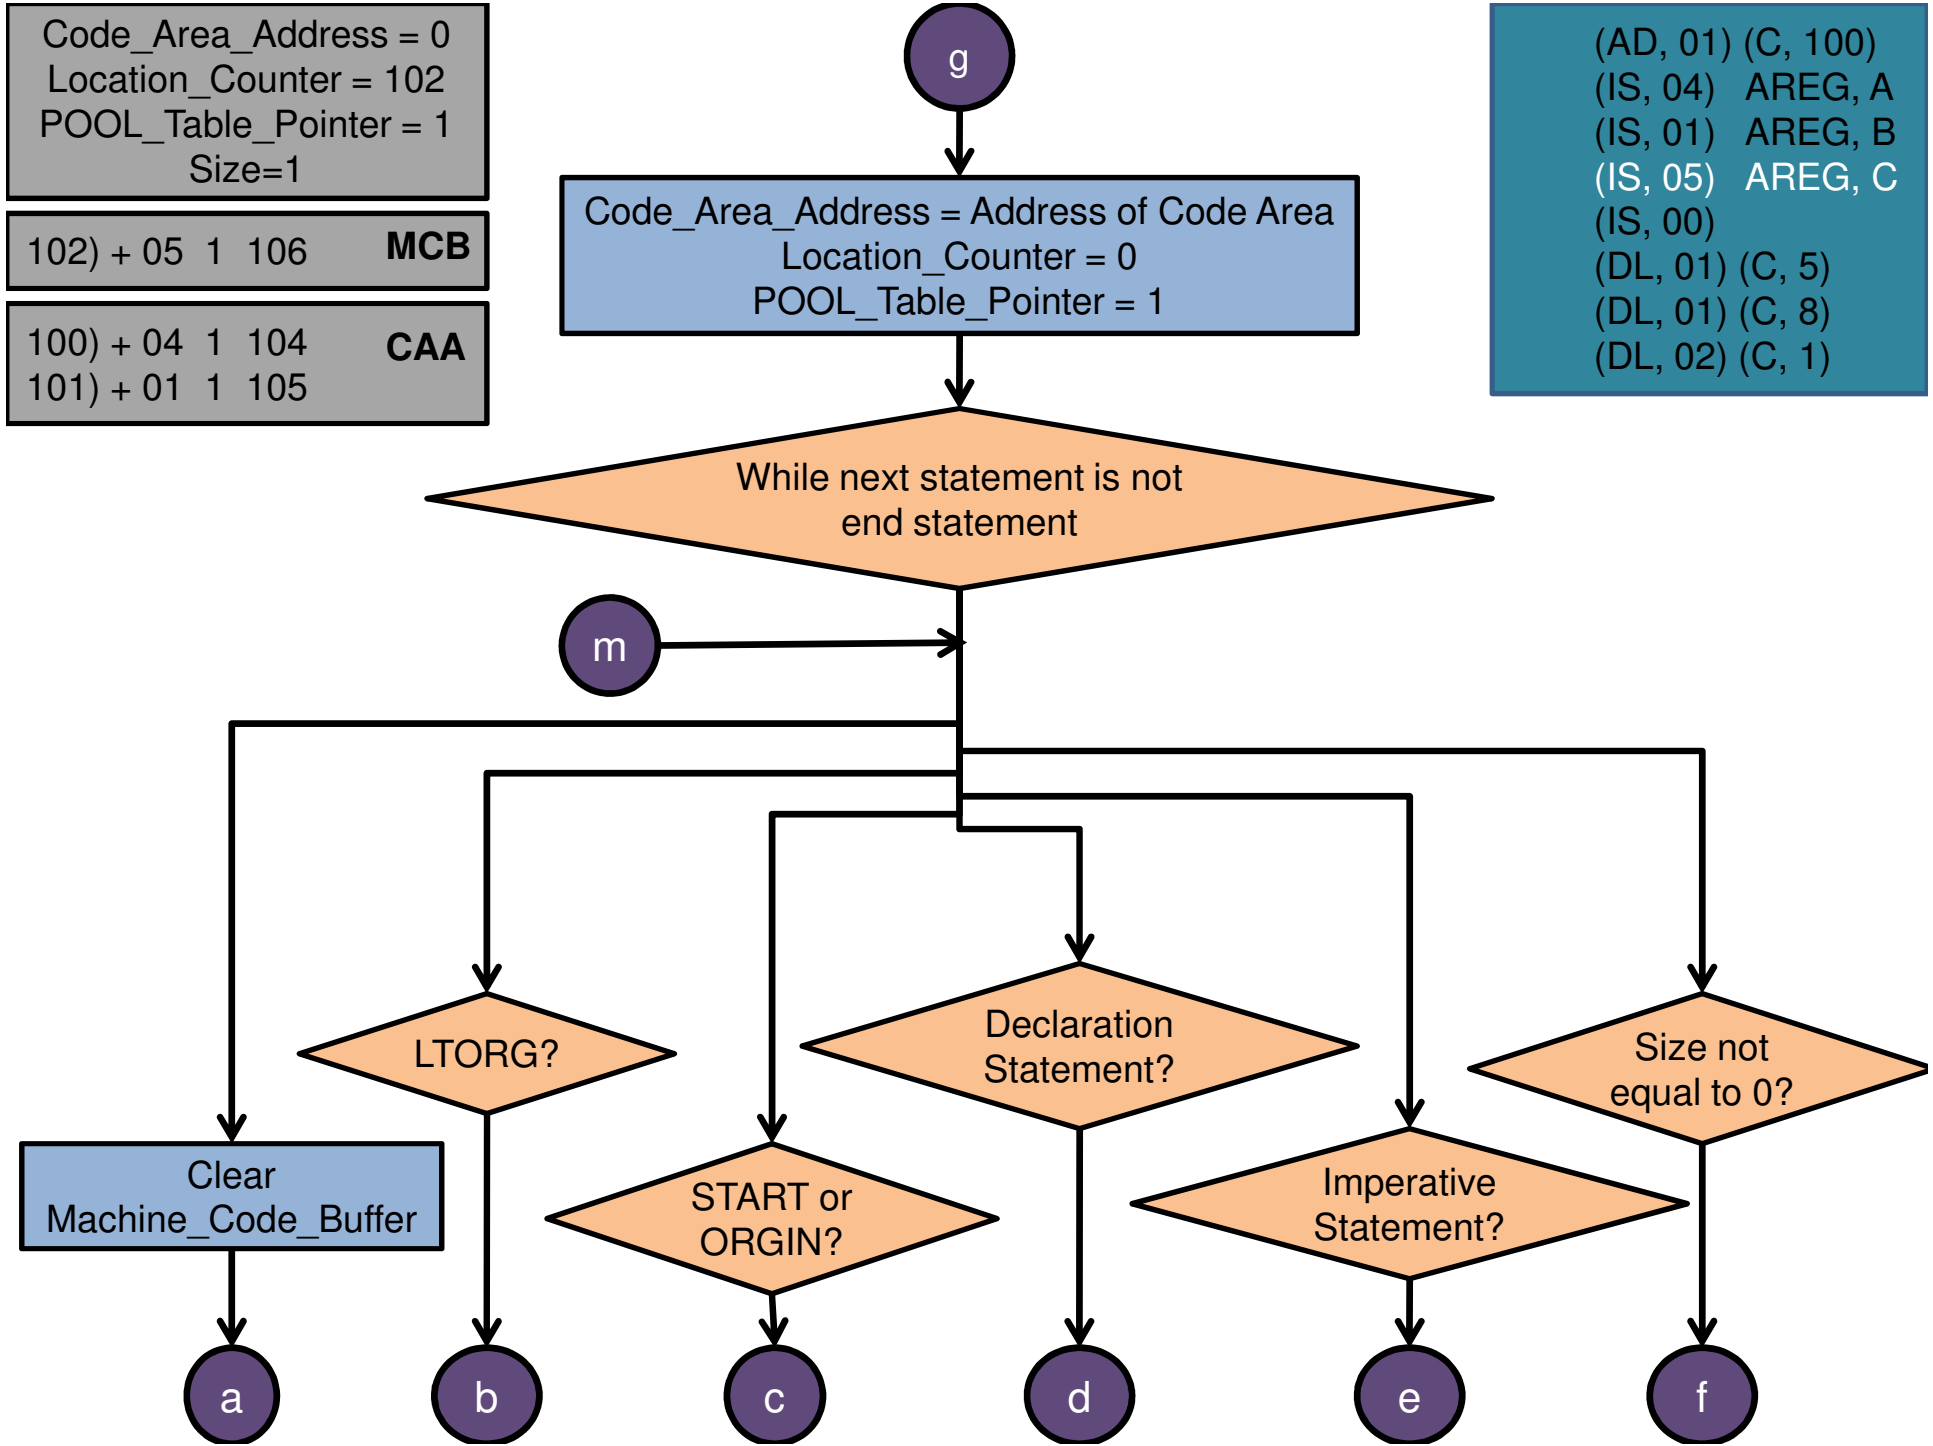 Code_Area_Address = 0
Location_Counter = 102
POOL_Table_Pointer = 1
Size=1
102) + 05 1 106 MCB
100) + 04 1 104 CAA
101) + 01 1 105
g
Code_Area_Address = Address of Code Area
Location_Counter = 0
POOL_Table_Pointer = 1
(AD, 01) (C, 100)
(IS, 04) AREG, A
(IS, 01) AREG, B
(IS, 05) AREG, C
(IS, 00)
(DL, 01) (C, 5)
(DL, 01) (C, 8)
(DL, 02) (C, 1)
While next statement is not
end statement
m
Clear
Machine_Code_Buffer
LTORG?
START or
ORGIN?
Declaration
Statement?
Imperative
Statement?
Size not
equal to 0?
a
b
c
d
e
f